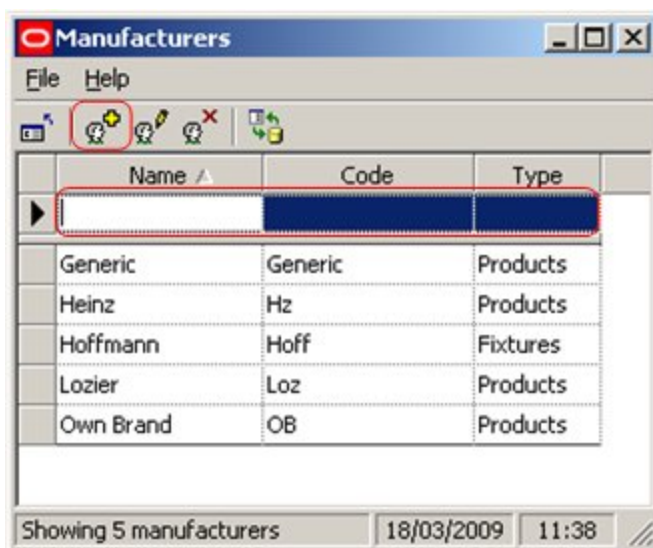 Manufacturers
File Help
Name Code Type
Generic Generic Products
Heinz Hz Products
Hoffmann Hoff Fixtures
Lozier Loz Products
Own Brand OB Products
Showing 5 manufacturers 18/03/2009 11:38